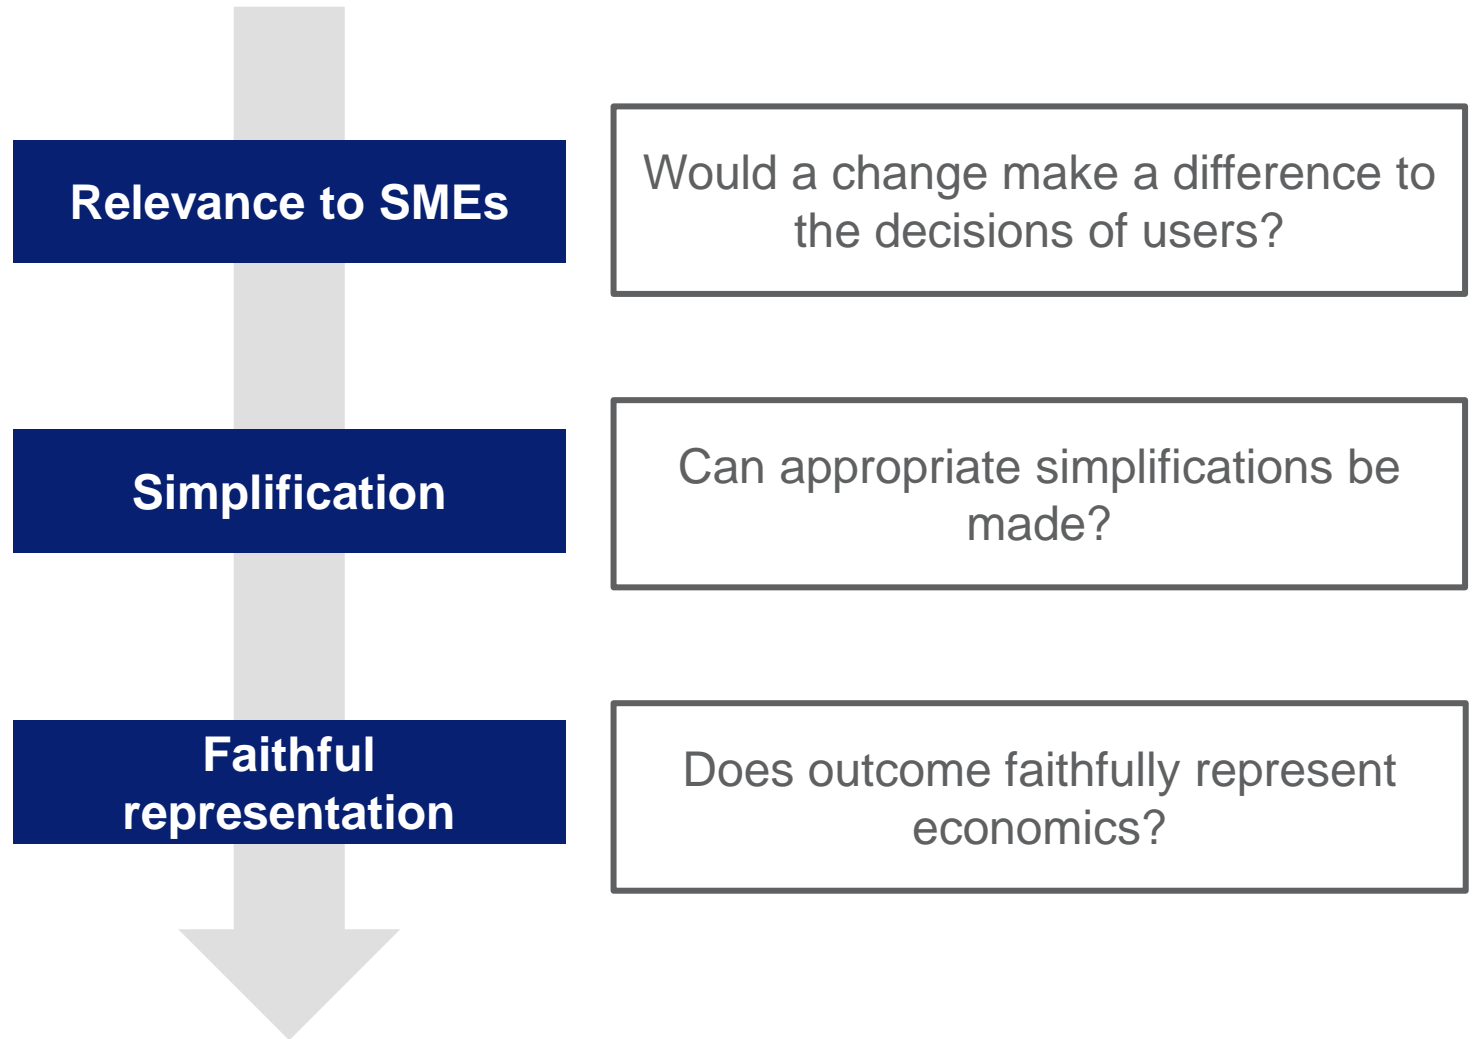 Relevance to SMEs
Would a change make a difference to
the decisions of users?
Simplification
Can appropriate simplifications be
made?
Faithful
representation
Does outcome faithfully represent
economics?